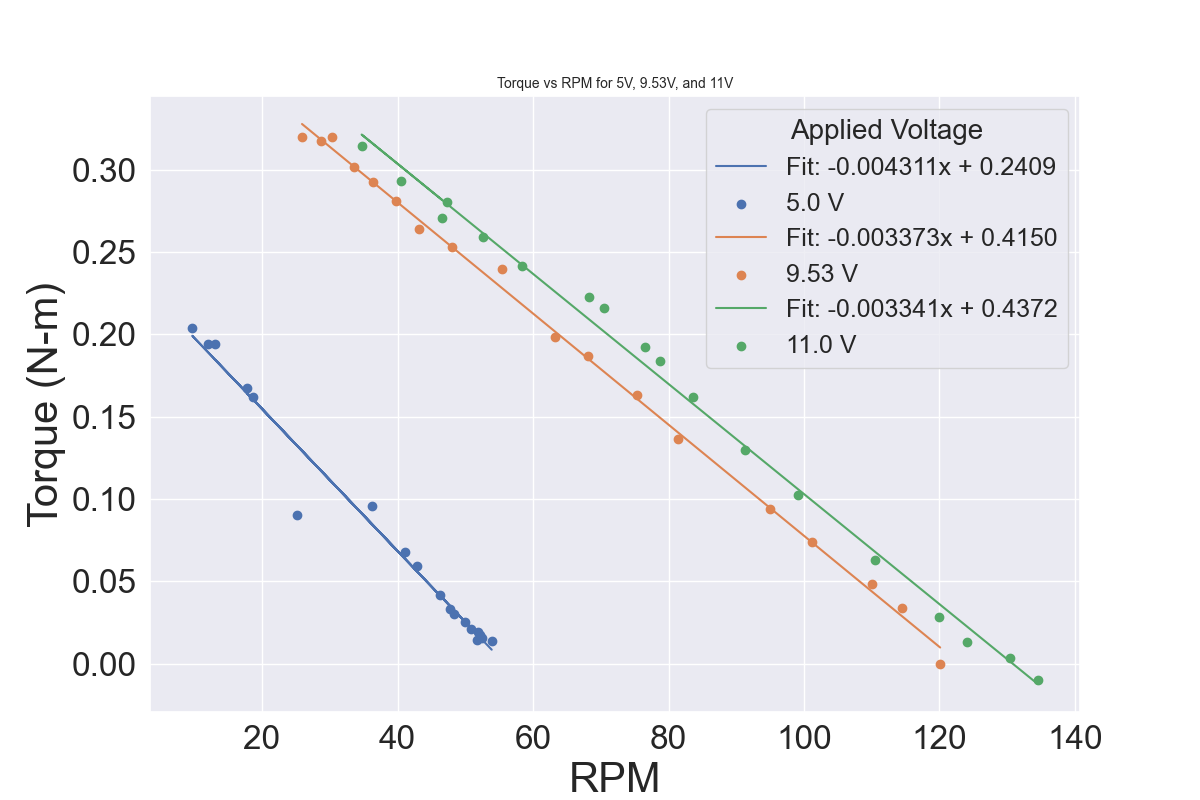 Torque vs RPM for 5V, 9.53V, and 11V
Applied Voltage
Fit: -0.004311x + 0.2409
5.0 V
Fit: -0.003373x + 0.4150
9.53 V
Fit: -0.003341x + 0.4372
11.0 V
Torque (N-m)
0.30
0.25
0.20
0.15
0.10
0.05
0.00
20 40 60 80 100 120 140
RPM